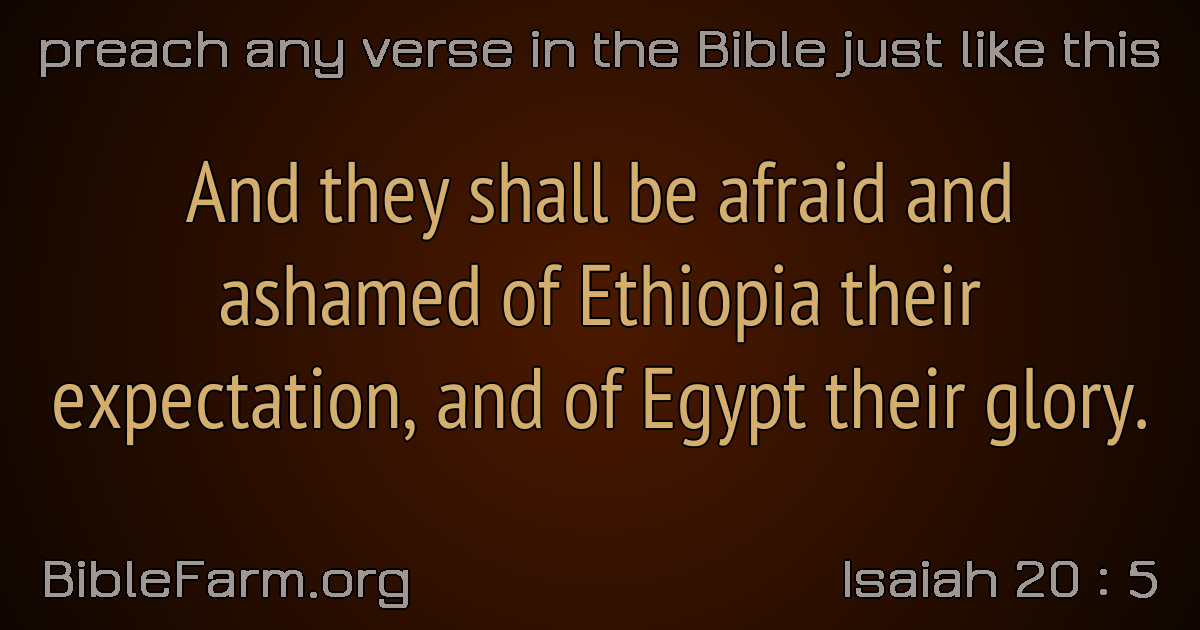 preach any verse in the Bible just like this
And they shall be afraid and
ashamed of Ethiopia their
expectation, and of Egypt their glory.
BibleFarm.org
Isaiah 20 : 5